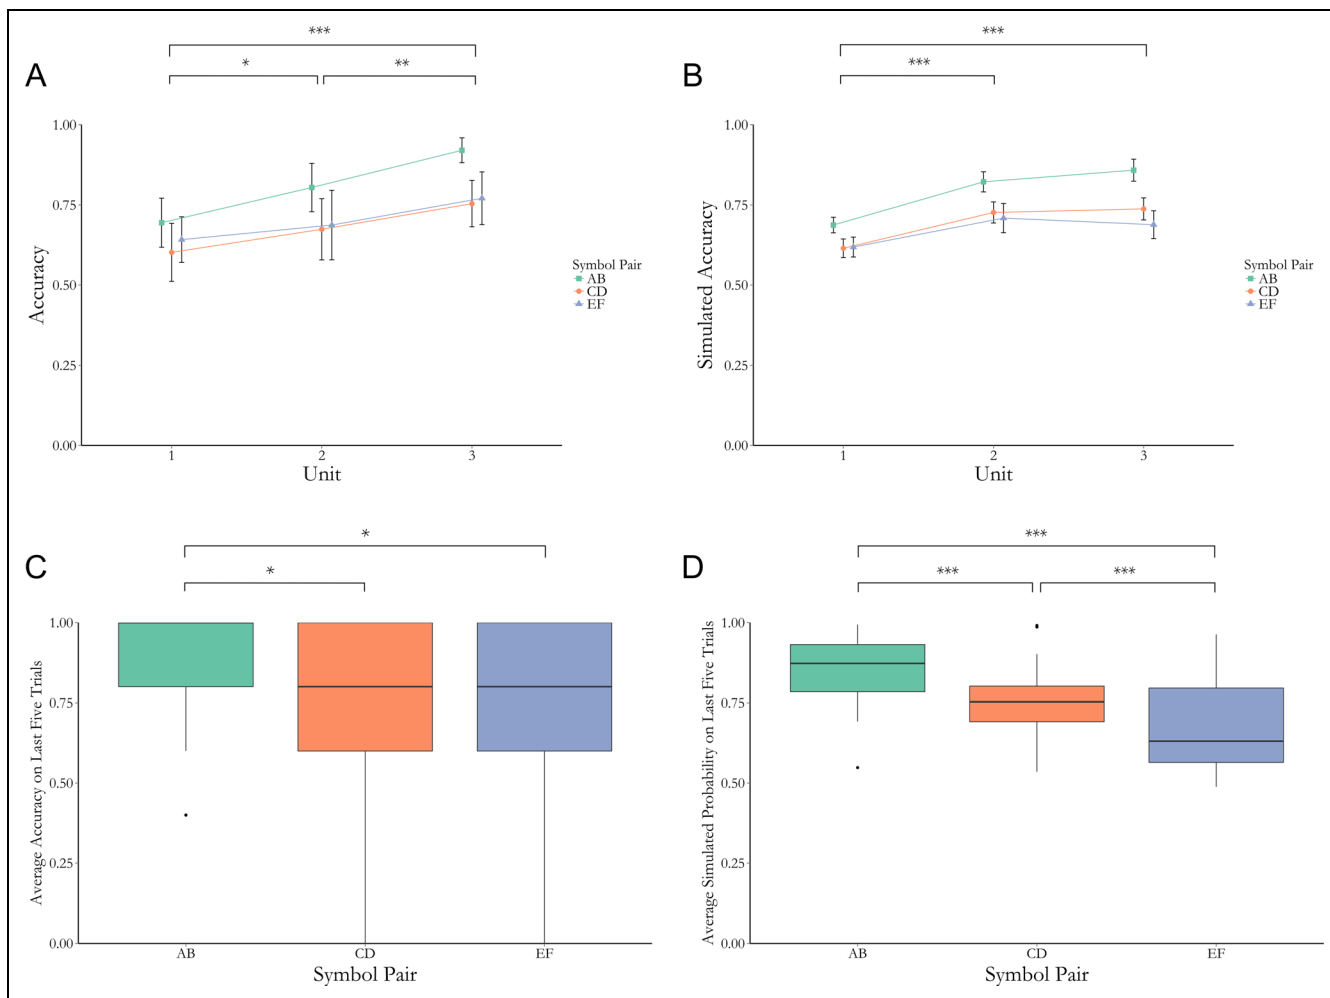 A
***
*
**
Accuracy
1.00
0.75
0.50
0.25
0.00
1 2 3
Unit
Symbol Pair
AB
CD
EF
B
***
***
Simulated Accuracy
1.00
0.75
0.50
0.25
0.00
1 2 3
Unit
Symbol Pair
AB
CD
EF
C
*
*
Average Accuracy on Last Five Trials
1.00
0.75
0.50
0.25
0.00
AB CD EF
Symbol Pair
D
***
*** ***
Average Simulated Probability on Last Five Trials
1.00
0.75
0.50
0.25
0.00
AB CD EF
Symbol Pair